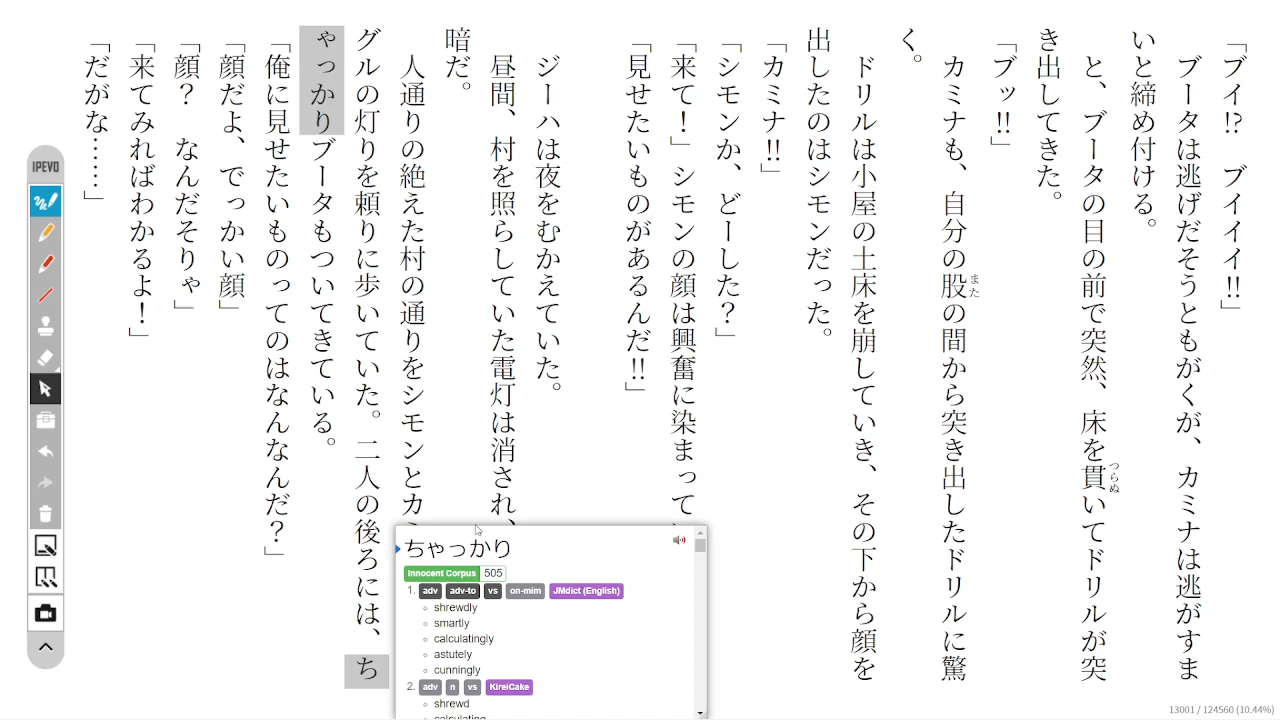 「ブイ!?　ブイイイ!!」
ブータは逃げだそうともがくが、カミナは逃がすま
いと締め付ける。
と、ブータの目の前で突然、床を貫つらぬいてドリルが突
き出してきた。
「ブッ!!」
カミナも、自分の股またの間から突き出したドリルに驚
く。
ドリルは小屋の土床を崩していき、その下から顔を
出したのはシモンだった。
「カミナ!!」
「シモンか、どーした？」
「来て！」シモンの顔は興奮に染まって
「見せたいものがあるんだ!!」
ジーハは夜をむかえていた。
昼間、村を照らしていた電灯は消され、
暗だ。
人通りの絶えた村の通りをシモンとカ
グルの灯りを頼りに歩いていた。二人の後ろには、ち
ゃっかりブータもついてきている。
「俺に見せたいものってのはなんなんだ？」
「顔だよ、でっかい顔」
「顔？　なんだそりゃ」
「来てみればわかるよ！」
「だがな……」
IPEVO
ちゃっかり
Innocent Corpus 505
1. adv adv-to vs on-mim JMdict (English)
shrewdly
smartly
calculatingly
astutely
cunningly
2. adv n vs KireiCake
shrewd
calculating
13001 / 124560 (10.44%)